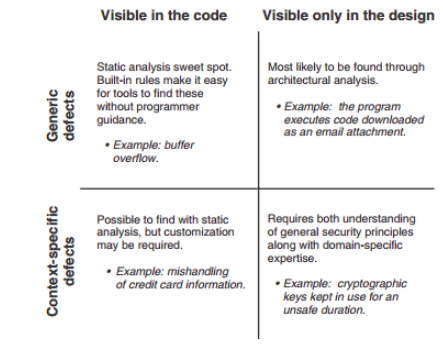 Visible in the code
Visible only in the design
Generic
defects
Static analysis sweet spot.
Built-in rules make it easy
for tools to find these
without programmer
guidance.
• Example: buffer
overflow.
Most likely to be found through
architectural analysis.
• Example: the program
executes code downloaded
as an email attachment.
Context-specific
defects
Possible to find with static
analysis, but customization
may be required.
• Example: mishandling
of credit card information.
Requires both understanding
of general security principles
along with domain-specific
expertise.
• Example: cryptographic
keys kept in use for an
unsafe duration.